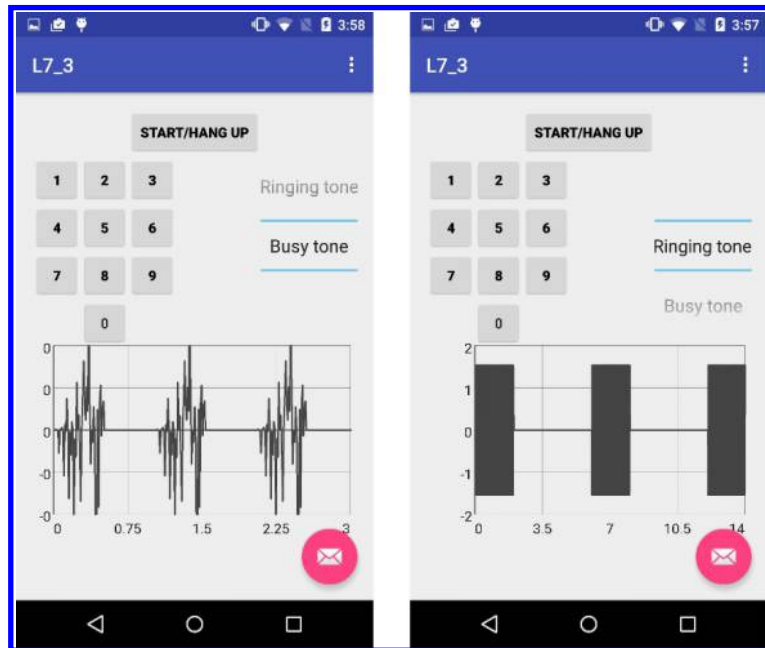 3:58
L7_3
START/HANG UP
1 2 3
Ringing tone
4 5 6
Busy tone
7 8 9
0
0
0
0
-0
-0
0 0.75 1.5 2.25 3
3:57
L7_3
START/HANG UP
1 2 3
4 5 6
Ringing tone
7 8 9
Busy tone
0
2
1
0
-1
-2
0 3.5 7 10.5 14